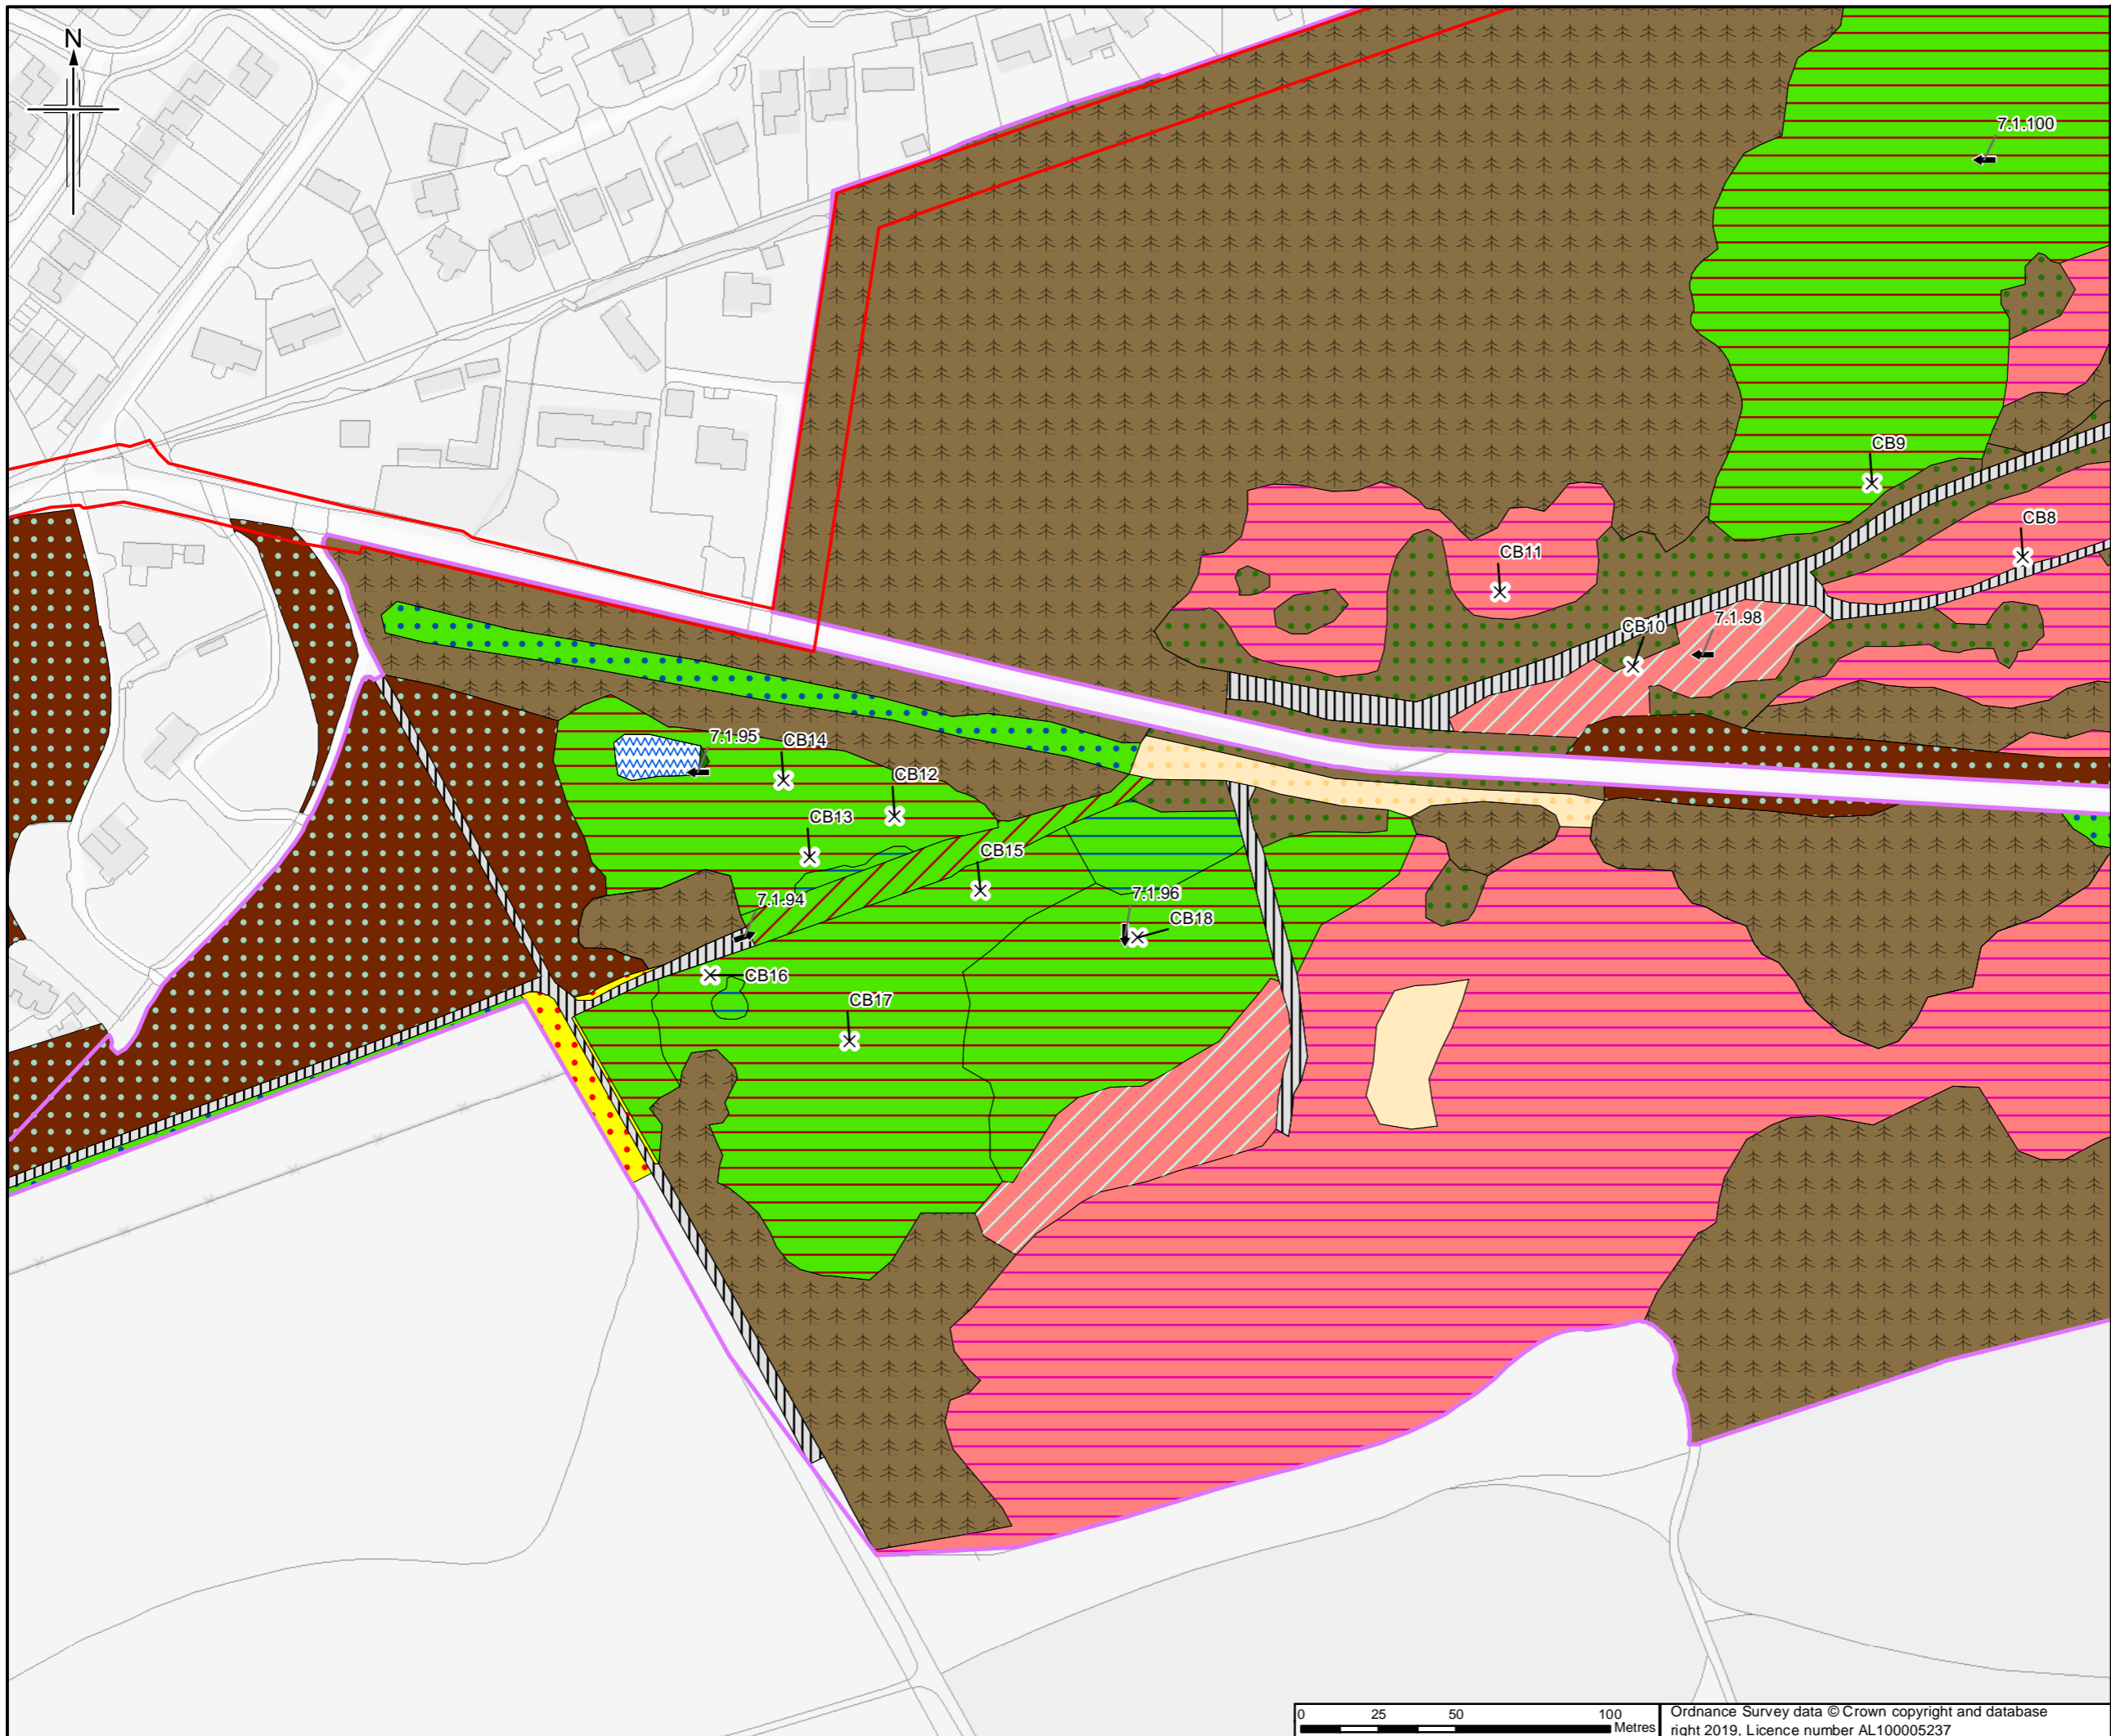 N
7.1.100
CB9
CB8
CB11
7.1.98
CB10
7.1.95
CB14
CB12
CB13
CB15
7.1.94
7.1.96
CB18
CB16
CB17
0 25 50 100
Metres
Ordnance Survey data © Crown copyright and database
right 2019. Licence number AL100005237